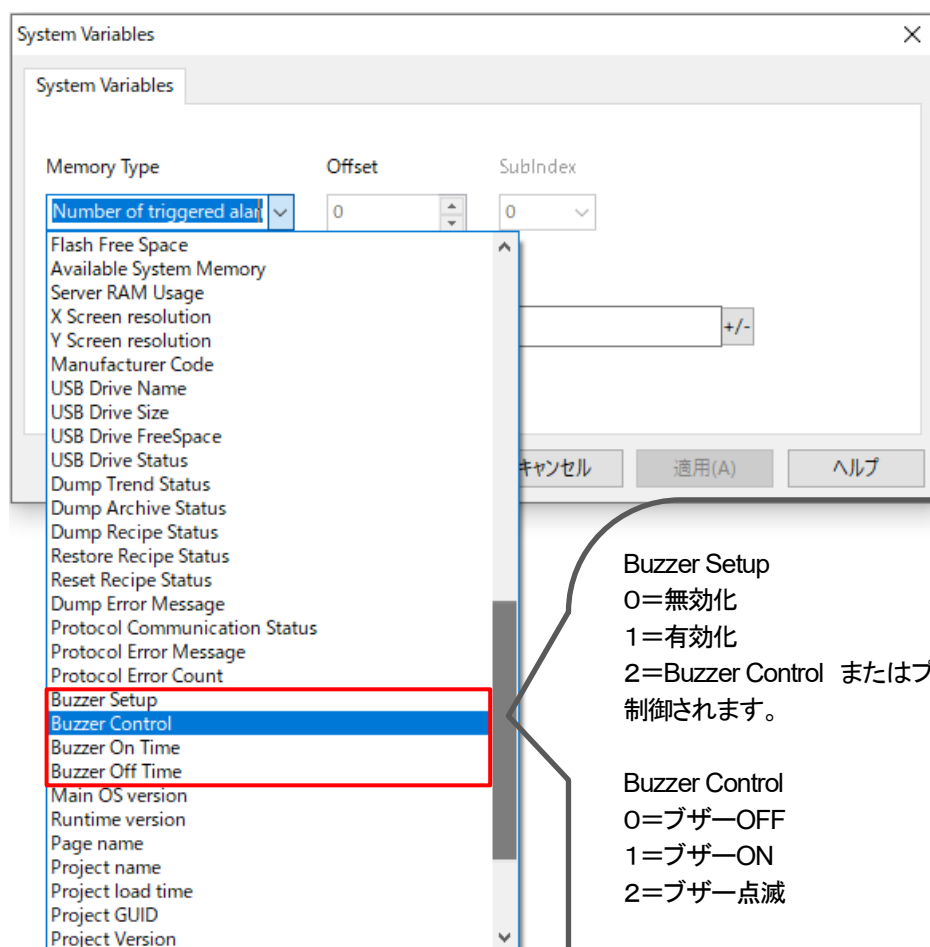 System Variables
System Variables
Memory Type
Offset
SubIndex
Number of triggered alar
0
0
Flash Free Space
Available System Memory
Server RAM Usage
X Screen resolution
Y Screen resolution
+/-
Manufacturer Code
USB Drive Name
USB Drive Size
USB Drive FreeSpace
USB Drive Status
キャンセル
適用(A)
ヘルプ
Dump Trend Status
Dump Archive Status
Dump Recipe Status
Restore Recipe Status
Reset Recipe Status
Dump Error Message
Protocol Communication Status
Protocol Error Message
Protocol Error Count
Buzzer Setup
Buzzer Control
Buzzer On Time
Buzzer Off Time
Main OS version
Runtime version
Page name
Project name
Project load time
Project GUID
Project Version
Buzzer Setup
0＝無効化
1＝有効化
2＝Buzzer Control またはプ
制御されます。
Buzzer Control
0＝ブザーOFF
1＝ブザーON
2＝ブザー点滅